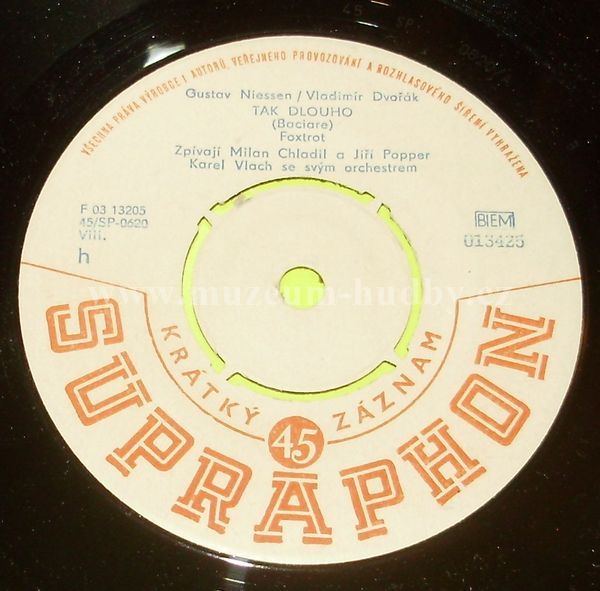 VŠECHNA PRÁVA VÝROBCE I AUTORŮ, VEŘEJNÉHO PROVOZOVÁNÍ A ROZHLASOVÉHO ŠÍŘENÍ VYHRAŽENA
Gustav Niessen/Vladimír Dvořák
TAK DLOUHO
(Baciare)
Foxtrot
Zpívají Milan Chladil a Jiří Popper
Karel Vlach se svým orchestrem
F 03 13205
45/SP-0620
VIII.
h
BIEM
013425
www.muzeum-hudby.cz
KRÁTKÝ 45 ZÁZNAM
SUPRAPHON